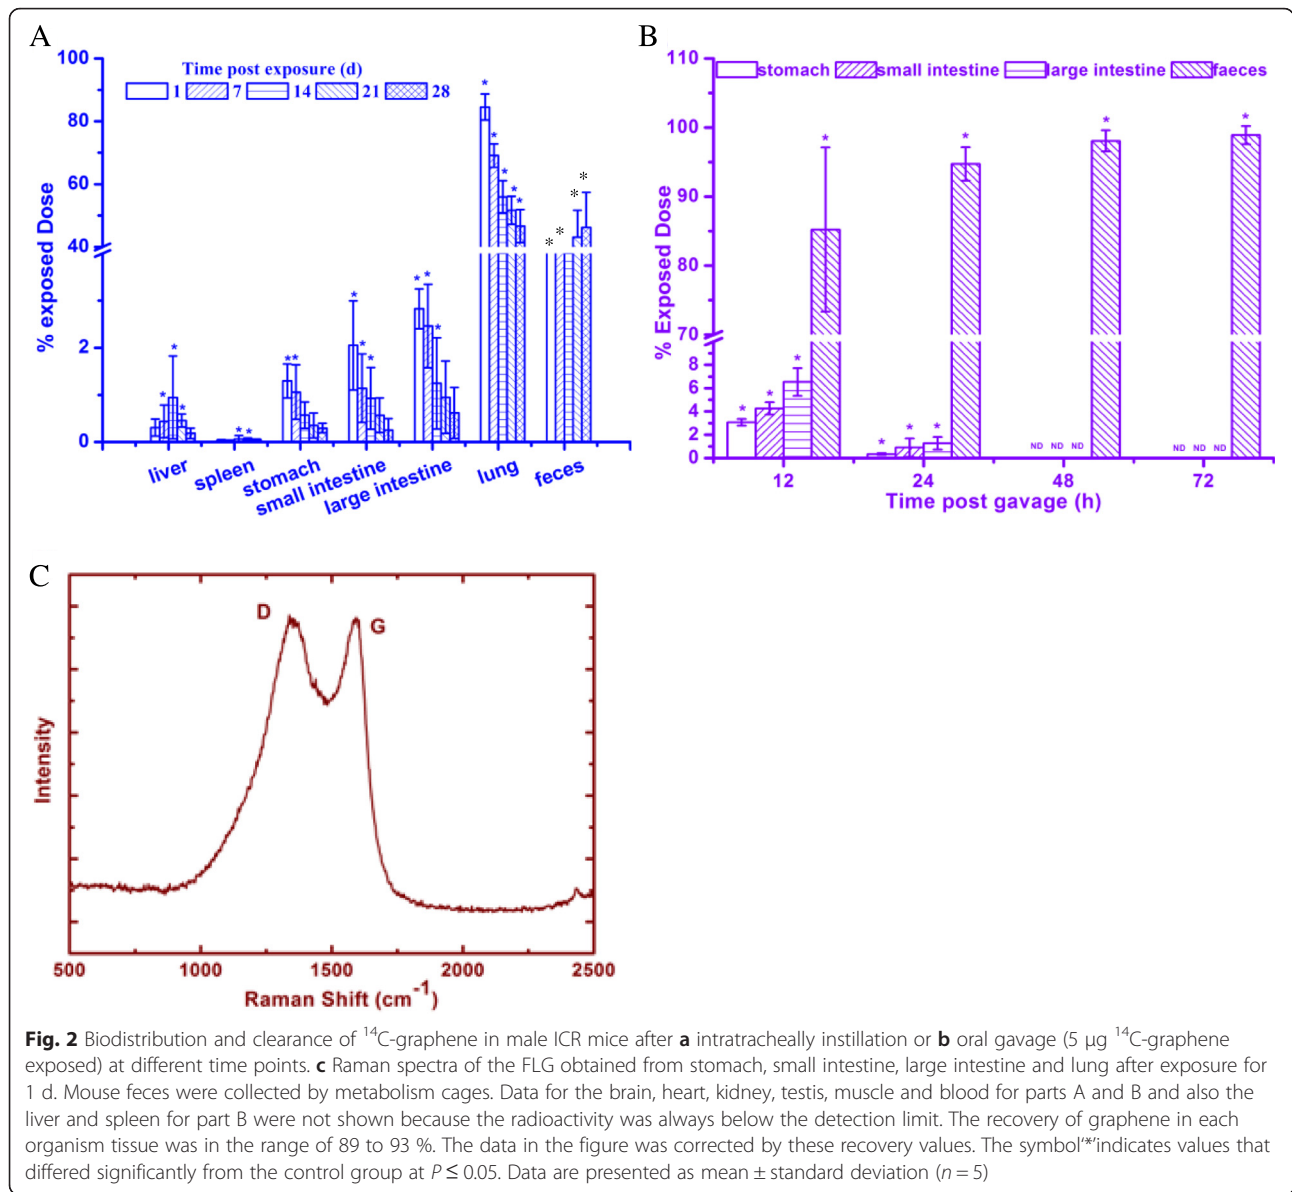 A
100
80
60
40
2
0
% exposed Dose
Time post exposure (d)
1 7 14 21 28
* * * * * * * * * * * * * * * * * * * * * *
liver spleen stomach small intestine large intestine lung feces
B
110
100
90
80
70
8
6
4
2
0
% Exposed Dose
stomach small intestine large intestine faeces
* * * * * * * * * *
ND ND ND ND ND ND
12 24 48 72
Time post gavage (h)
C
D
G
Intensity
500 1000 1500 2000 2500
Raman Shift (cm⁻¹)
Fig. 2 Biodistribution and clearance of ¹⁴C-graphene in male ICR mice after a intratracheally instillation or b oral gavage (5 μg ¹⁴C-graphene
exposed) at different time points. c Raman spectra of the FLG obtained from stomach, small intestine, large intestine and lung after exposure for
1 d. Mouse feces were collected by metabolism cages. Data for the brain, heart, kidney, testis, muscle and blood for parts A and B and also the
liver and spleen for part B were not shown because the radioactivity was always below the detection limit. The recovery of graphene in each
organism tissue was in the range of 89 to 93 %. The data in the figure was corrected by these recovery values. The symbol‘*’indicates values that
differed significantly from the control group at P ≤ 0.05. Data are presented as mean ± standard deviation (n = 5)